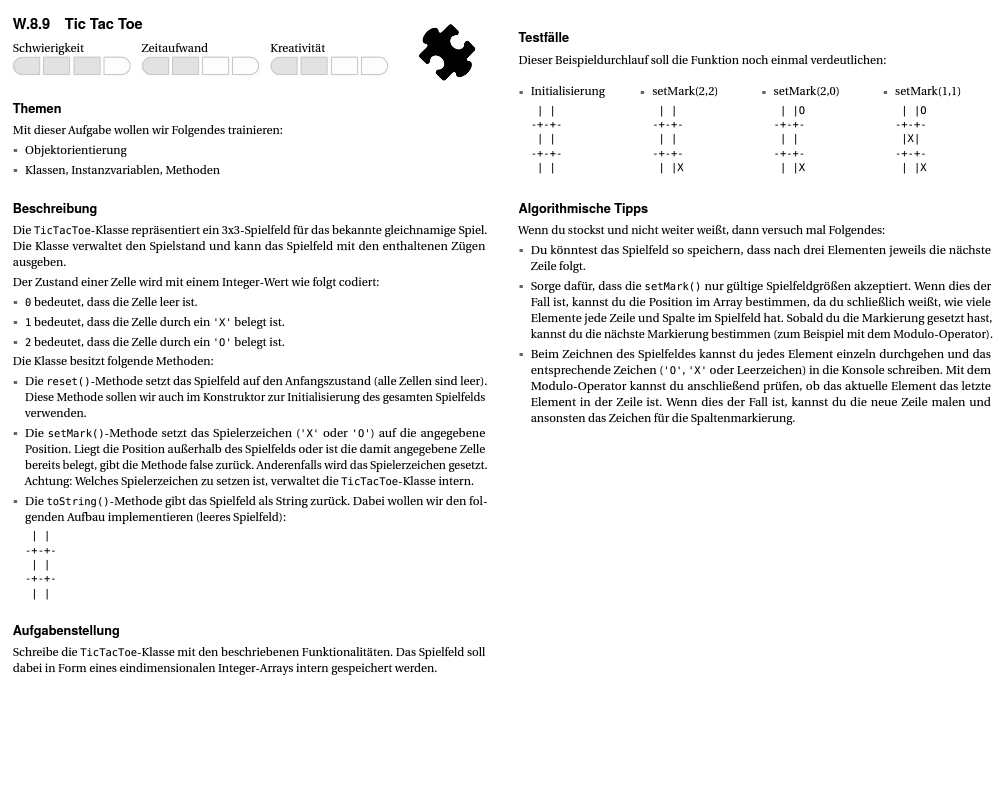 W.8.9 Tic Tac Toe
Schwierigkeit Zeitaufwand Kreativität
Themen
Mit dieser Aufgabe wollen wir Folgendes trainieren:
▪ Objektorientierung
▪ Klassen, Instanzvariablen, Methoden
Beschreibung
Die TicTacToe-Klasse repräsentiert ein 3x3-Spielfeld für das bekannte gleichnamige Spiel.
Die Klasse verwaltet den Spielstand und kann das Spielfeld mit den enthaltenen Zügen
ausgeben.
Der Zustand einer Zelle wird mit einem Integer-Wert wie folgt codiert:
▪ 0 bedeutet, dass die Zelle leer ist.
▪ 1 bedeutet, dass die Zelle durch ein 'X' belegt ist.
▪ 2 bedeutet, dass die Zelle durch ein 'O' belegt ist.
Die Klasse besitzt folgende Methoden:
▪ Die reset()-Methode setzt das Spielfeld auf den Anfangszustand (alle Zellen sind leer).
Diese Methode sollen wir auch im Konstruktor zur Initialisierung des gesamten Spielfelds
verwenden.
▪ Die setMark()-Methode setzt das Spielerzeichen ('X' oder 'O') auf die angegebene
Position. Liegt die Position außerhalb des Spielfelds oder ist die damit angegebene Zelle
bereits belegt, gibt die Methode false zurück. Anderenfalls wird das Spielerzeichen gesetzt.
Achtung: Welches Spielerzeichen zu setzen ist, verwaltet die TicTacToe-Klasse intern.
▪ Die toString()-Methode gibt das Spielfeld als String zurück. Dabei wollen wir den fol-
genden Aufbau implementieren (leeres Spielfeld):
 | |
-+-+-
 | |
-+-+-
 | |
Aufgabenstellung
Schreibe die TicTacToe-Klasse mit den beschriebenen Funktionalitäten. Das Spielfeld soll
dabei in Form eines eindimensionalen Integer-Arrays intern gespeichert werden.
Testfälle
Dieser Beispieldurchlauf soll die Funktion noch einmal verdeutlichen:
▪ Initialisierung ▪ setMark(2,2) ▪ setMark(2,0) ▪ setMark(1,1)
 | |     | |     | |O     | |O
-+-+-    -+-+-    -+-+-    -+-+-
 | |     | |     | |     |X|
-+-+-    -+-+-    -+-+-    -+-+-
 | |     | |X     | |X     | |X
Algorithmische Tipps
Wenn du stockst und nicht weiter weißt, dann versuch mal Folgendes:
▪ Du könntest das Spielfeld so speichern, dass nach drei Elementen jeweils die nächste
Zeile folgt.
▪ Sorge dafür, dass die setMark() nur gültige Spielfeldgrößen akzeptiert. Wenn dies der
Fall ist, kannst du die Position im Array bestimmen, da du schließlich weißt, wie viele
Elemente jede Zeile und Spalte im Spielfeld hat. Sobald du die Markierung gesetzt hast,
kannst du die nächste Markierung bestimmen (zum Beispiel mit dem Modulo-Operator).
▪ Beim Zeichnen des Spielfeldes kannst du jedes Element einzeln durchgehen und das
entsprechende Zeichen ('O', 'X' oder Leerzeichen) in die Konsole schreiben. Mit dem
Modulo-Operator kannst du anschließend prüfen, ob das aktuelle Element das letzte
Element in der Zeile ist. Wenn dies der Fall ist, kannst du die neue Zeile malen und
ansonsten das Zeichen für die Spaltenmarkierung.